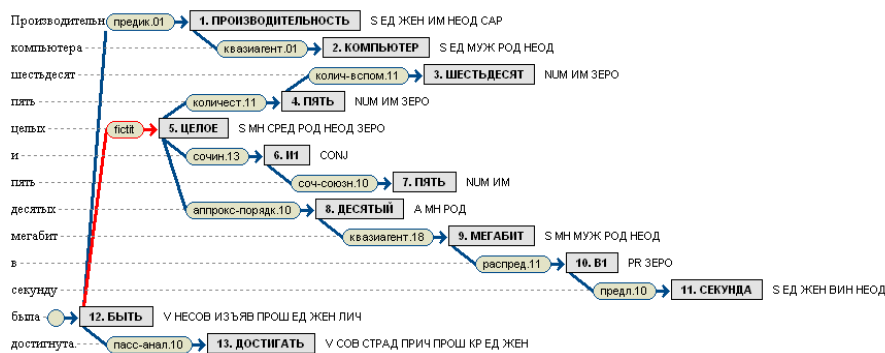 Производительн предик.01 1. ПРОИЗВОДИТЕЛЬНОСТЬ S ЕД ЖЕН ИМ НЕОД CAP
компьютера квазиагент.01 2. КОМПЬЮТЕР S ЕД МУЖ РОД НЕОД
шестьдесят колич-вспом.11 3. ШЕСТЬДЕСЯТ NUM ИМ ЗЕРО
пять количест.11 4. ПЯТЬ NUM ИМ ЗЕРО
целых fictit 5. ЦЕЛОЕ S МН СРЕД РОД НЕОД ЗЕРО
и сочин.13 6. И1 CONJ
пять соч-союзн.10 7. ПЯТЬ NUM ИМ
десятых аппрокс-порядк.10 8. ДЕСЯТЫЙ A МН РОД
мегабит квазиагент.18 9. МЕГАБИТ S МН МУЖ РОД НЕОД
в распред.11 10. В1 PR ЗЕРО
секунду предл.10 11. СЕКУНДА S ЕД ЖЕН ВИН НЕОД
была 12. БЫТЬ V НЕСОВ ИЗЪЯВ ПРОШ ЕД ЖЕН ЛИЧ
достигнута. пасс-анал.10 13. ДОСТИГАТЬ V СОВ СТРАД ПРИЧ ПРОШ КР ЕД ЖЕН